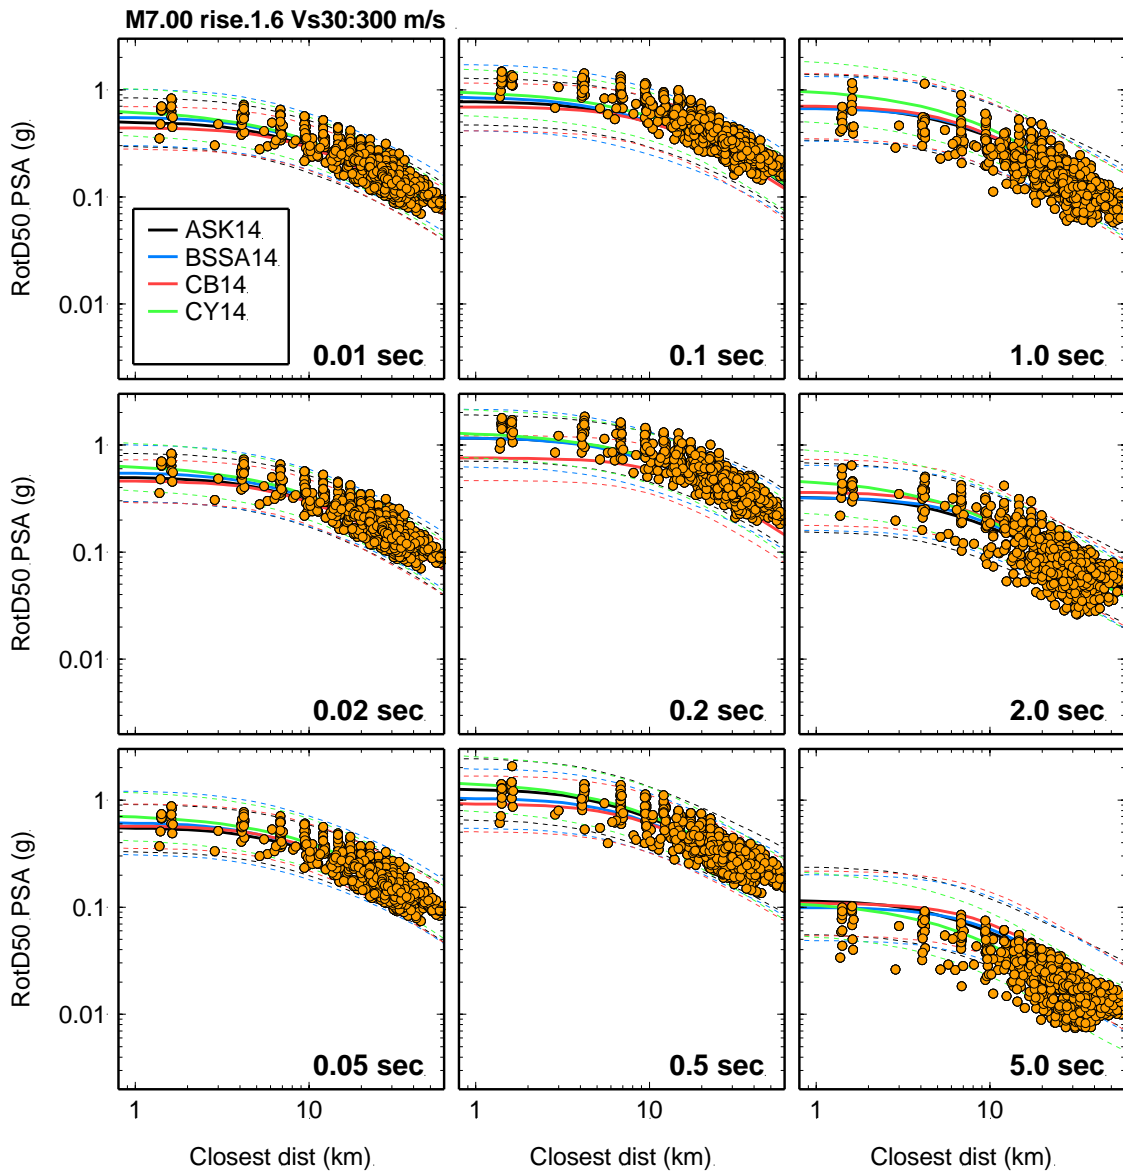 M7.00 rise.1.6 Vs30:300 m/s
RotD50 PSA (g)
1
0.1
0.01
ASK14
BSSA14
CB14
CY14
0.01 sec
0.1 sec
1.0 sec
RotD50 PSA (g)
1
0.1
0.01
0.02 sec
0.2 sec
2.0 sec
RotD50 PSA (g)
1
0.1
0.01
0.05 sec
0.5 sec
5.0 sec
1 10 1 10 1 10
Closest dist (km) Closest dist (km) Closest dist (km)